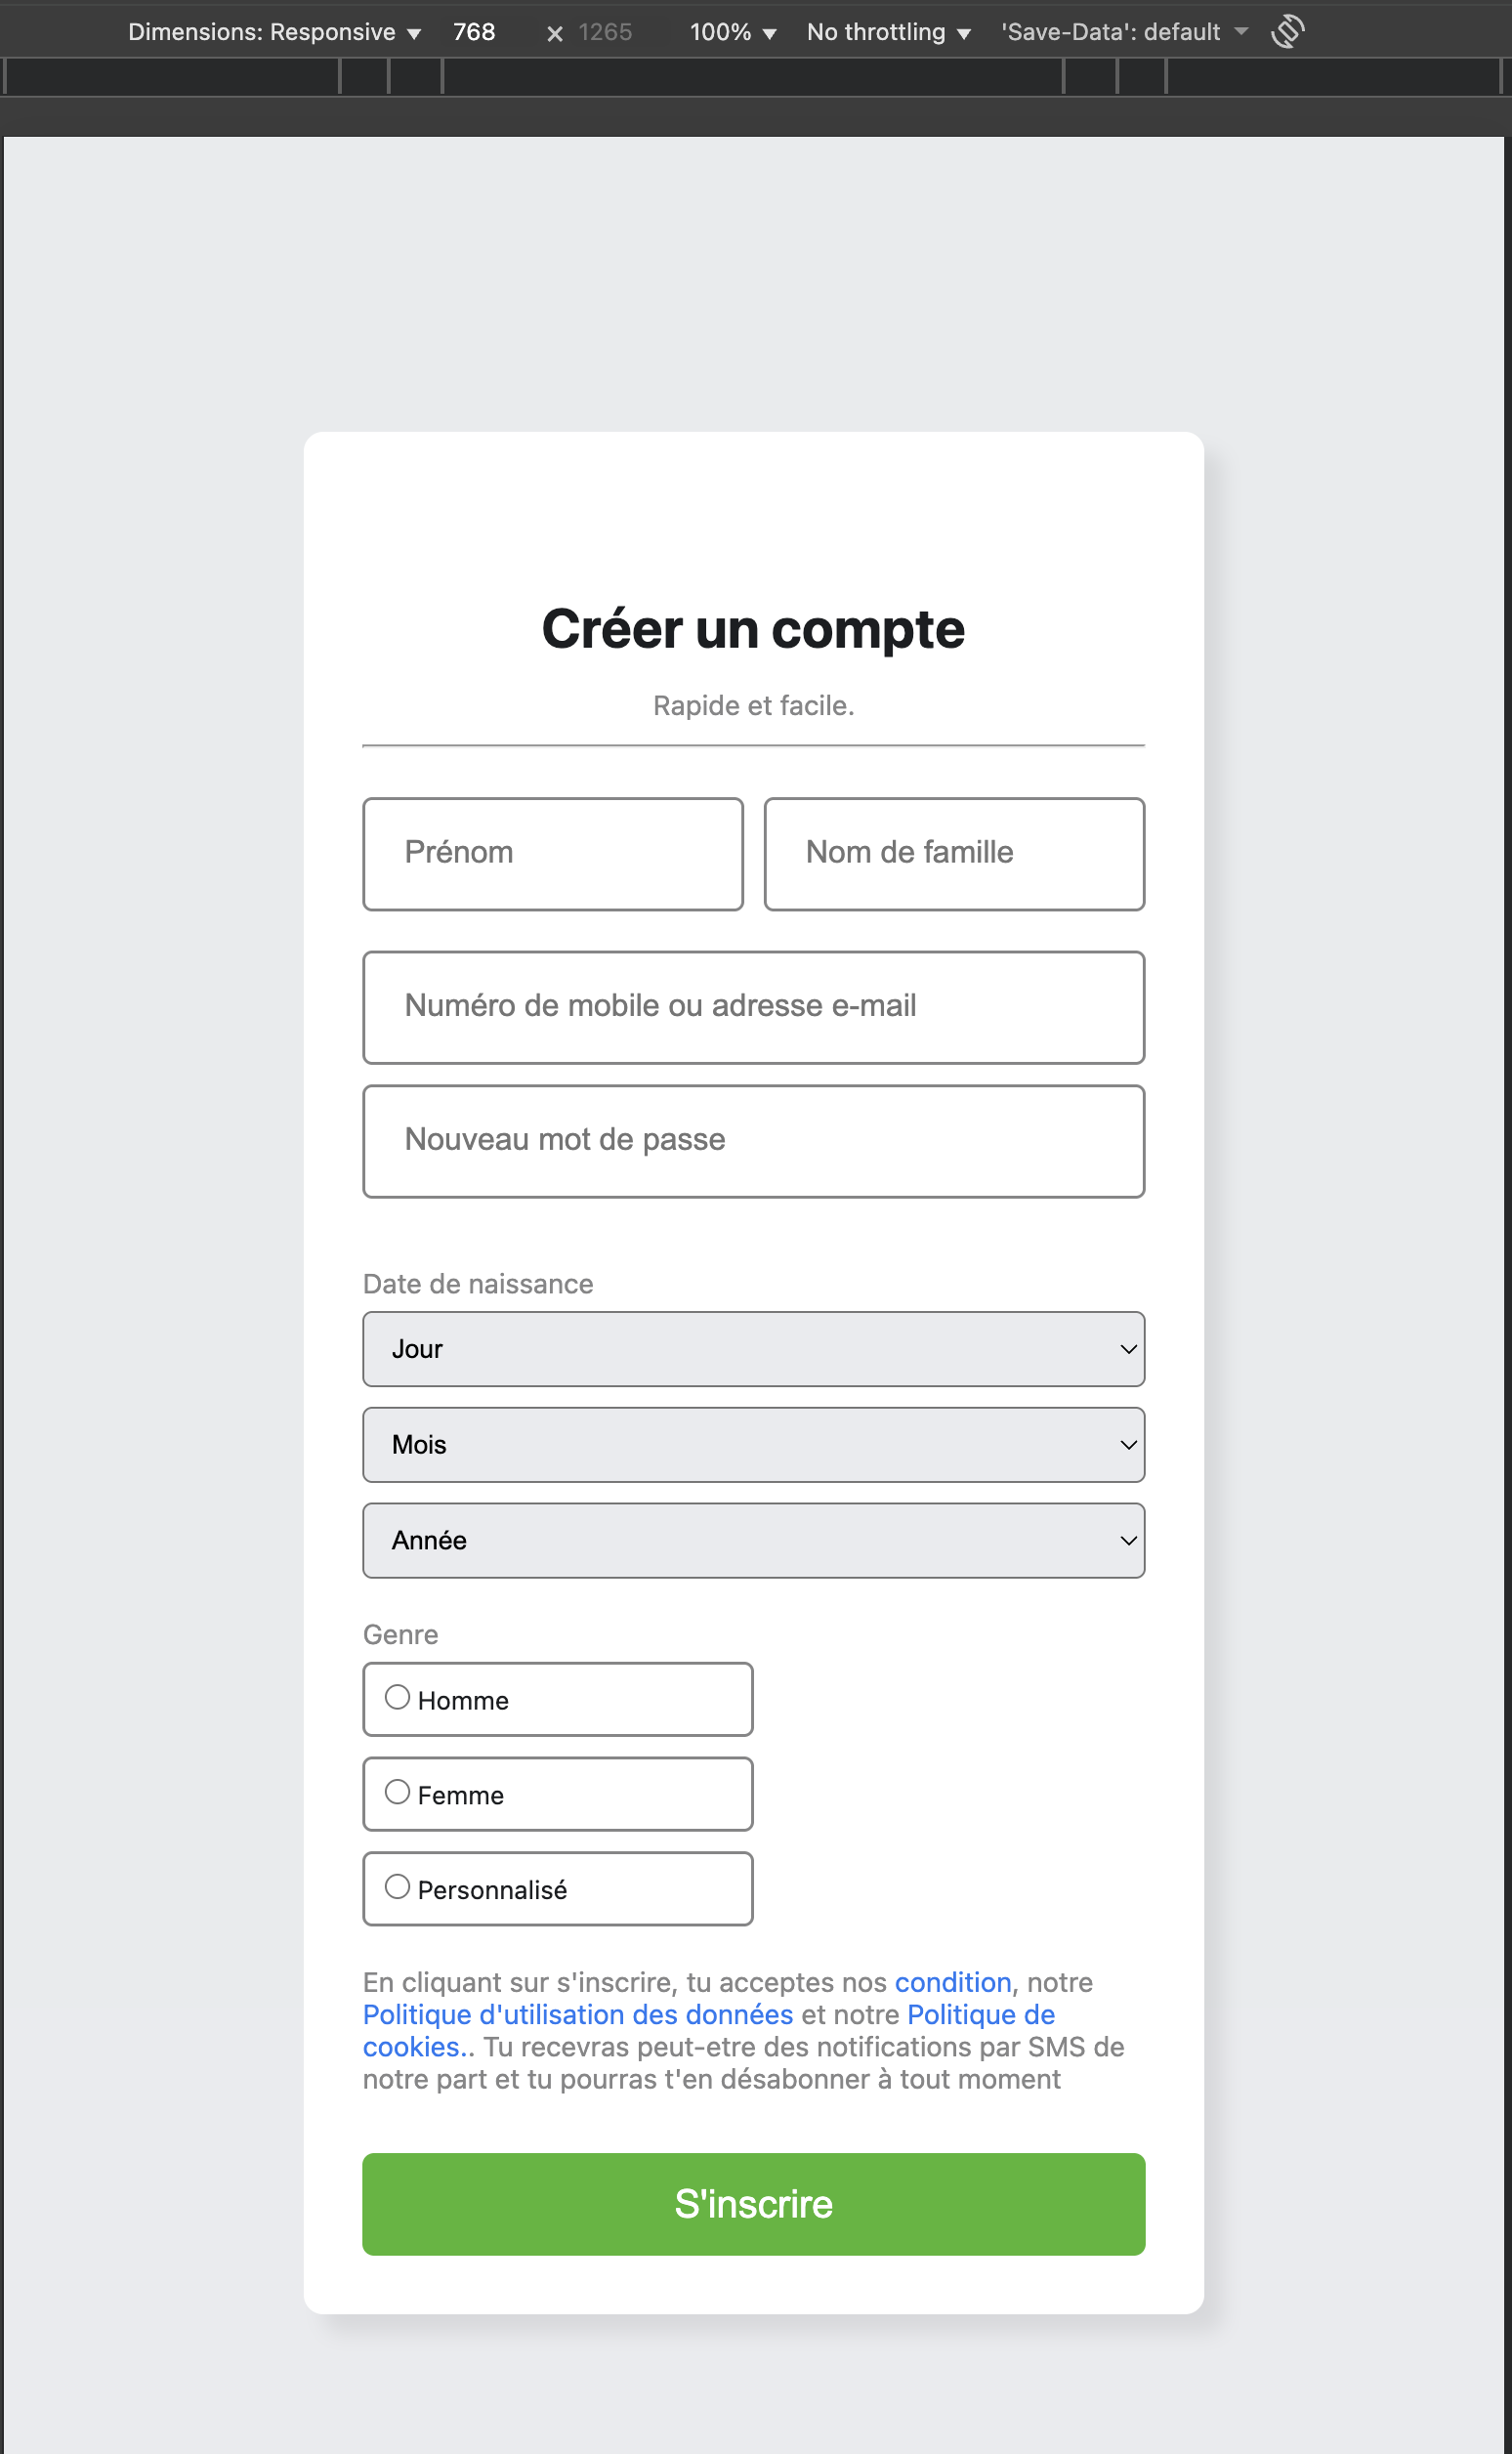 Dimensions: Responsive ▼ 768 × 1265 100% ▼ No throttling ▼ 'Save-Data': default ▼
Créer un compte
Rapide et facile.
Prénom Nom de famille
Numéro de mobile ou adresse e-mail
Nouveau mot de passe
Date de naissance
Jour
Mois
Année
Genre
Homme
Femme
Personnalisé
En cliquant sur s'inscrire, tu acceptes nos condition, notre
Politique d'utilisation des données et notre Politique de
cookies.. Tu recevras peut-etre des notifications par SMS de
notre part et tu pourras t'en désabonner à tout moment
S'inscrire